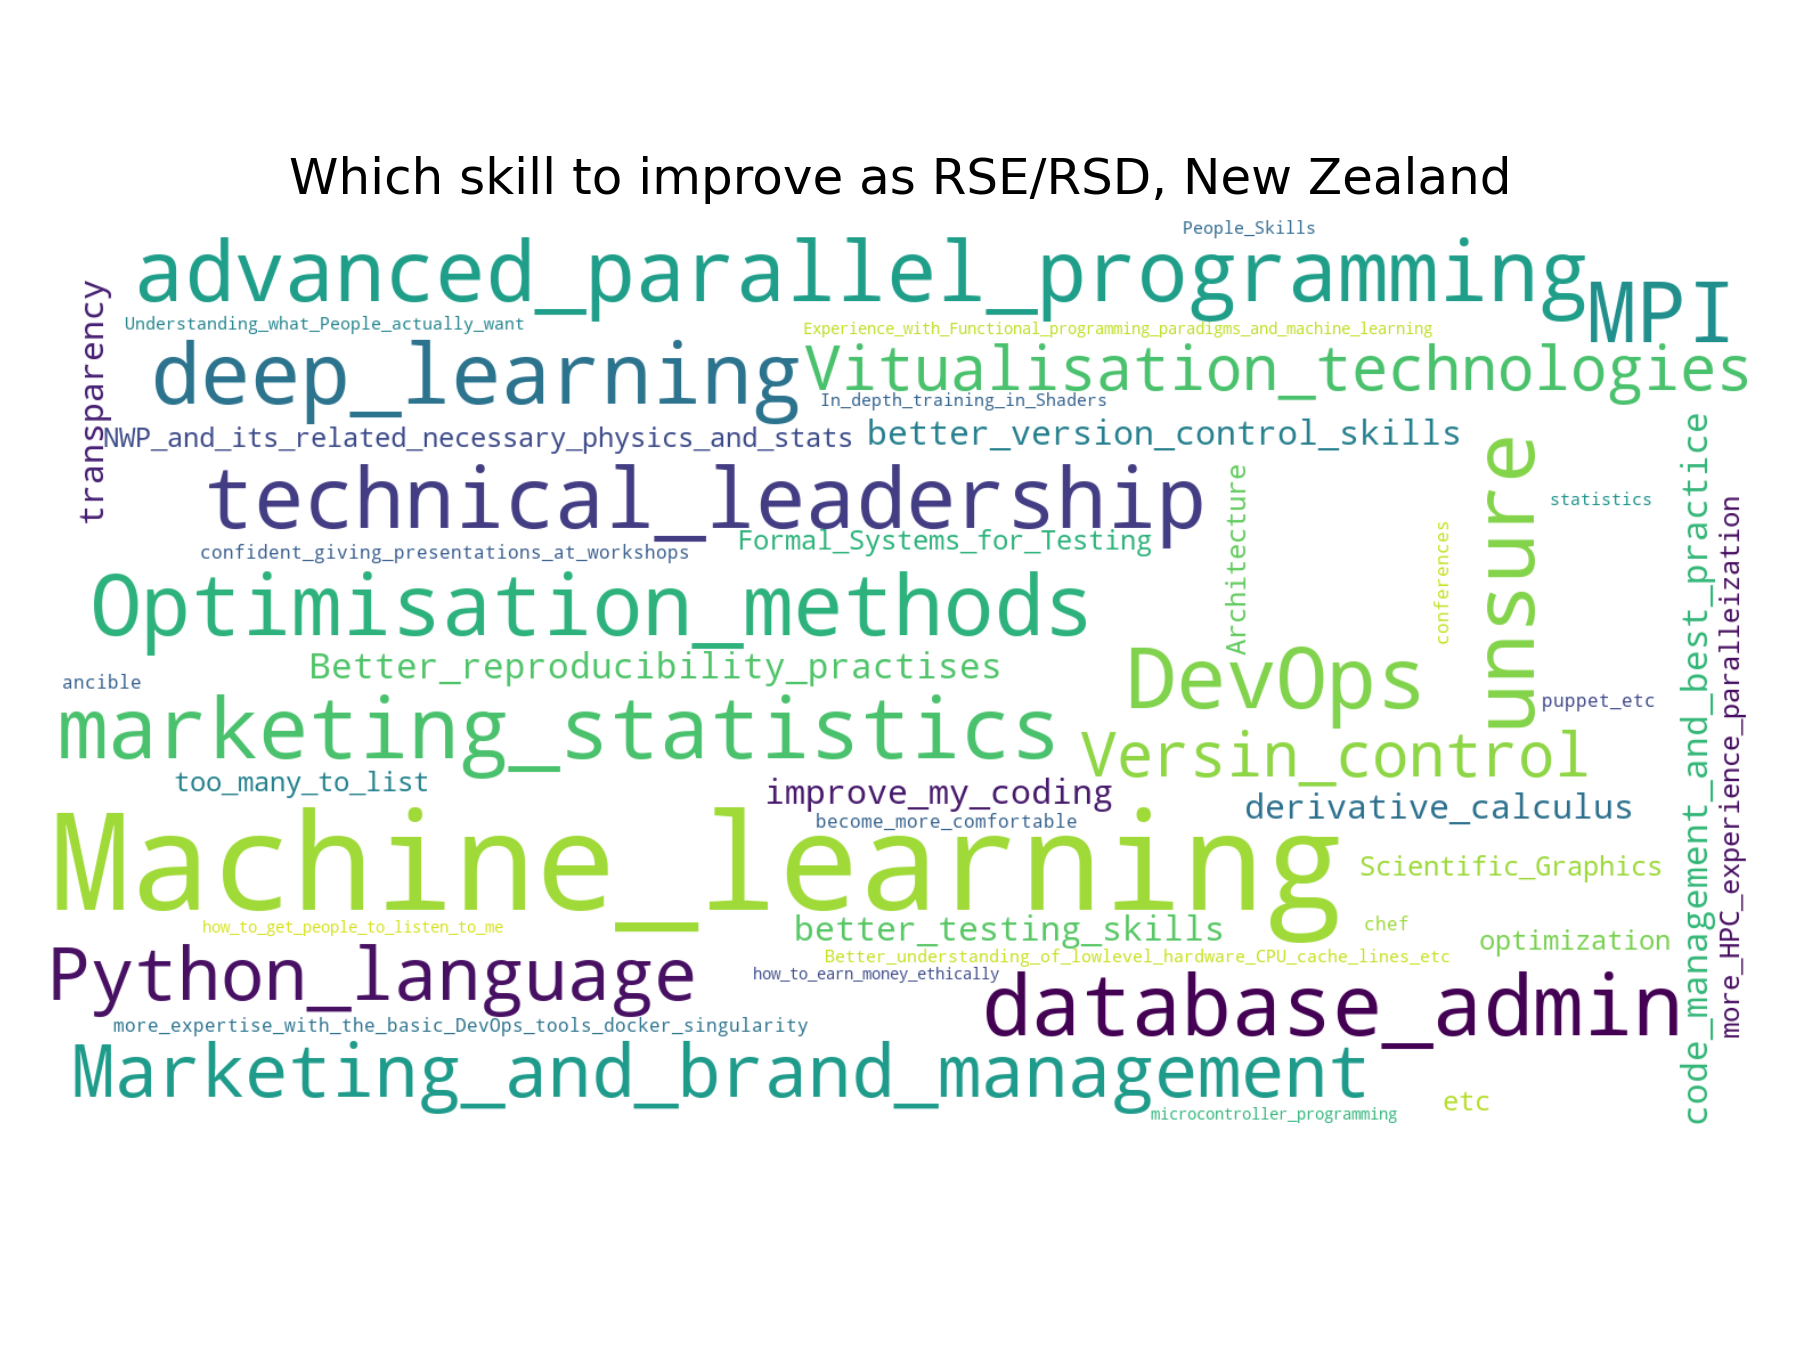 Which skill to improve as RSE/RSD, New Zealand
People_Skills
advanced_parallel_programming
MPI
transparency
Understanding_what_People_actually_want
Experience_with_Functional_programming_paradigms_and_machine_learning
deep_learning
Vitualisation_technologies
In_depth_training_in_Shaders
NWP_and_its_related_necessary_physics_and_stats
better_version_control_skills
technical_leadership
Architecture
unsure
statistics
code_management_and_best_practice
more_HPC_experience_paralleization
confident_giving_presentations_at_workshops
Formal_Systems_for_Testing
conferences
Optimisation_methods
Better_reproducibility_practises
ancible
DevOps
puppet_etc
marketing_statistics
Versin_control
too_many_to_list
improve_my_coding
derivative_calculus
become_more_comfortable
Machine_learning
Scientific_Graphics
how_to_get_people_to_listen_to_me
better_testing_skills
chef
optimization
Better_understanding_of_lowlevel_hardware_CPU_cache_lines_etc
Python_language
how_to_earn_money_ethically
database_admin
more_expertise_with_the_basic_DevOps_tools_docker_singularity
Marketing_and_brand_management
etc
microcontroller_programming